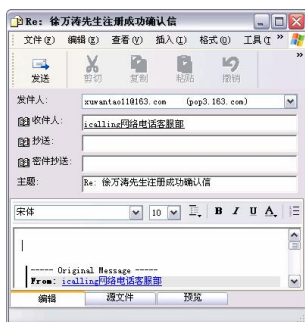 Re: 徐万涛先生注册成功确认信
文件(F) 编辑(E) 查看(V) 插入(I) 格式(O) 工具(T »
发送 剪切 复制 粘贴 撤销 »
发件人: xuwantao11@163.com (pop3.163.com)
收件人: icalling网络电话客服部
抄送:
密件抄送:
主题: Re: 徐万涛先生注册成功确认信
宋体 10 B I U A
----- Original Message -----
From: icalling网络电话客服部
编辑 源文件 预览